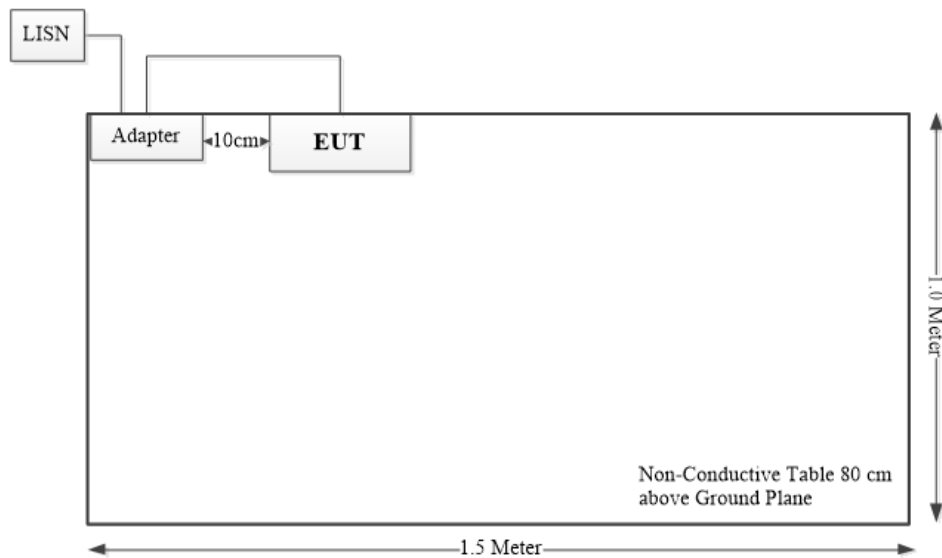 LISN
Adapter
10cm
EUT
1.0 Meter
Non-Conductive Table 80 cm
above Ground Plane
1.5 Meter